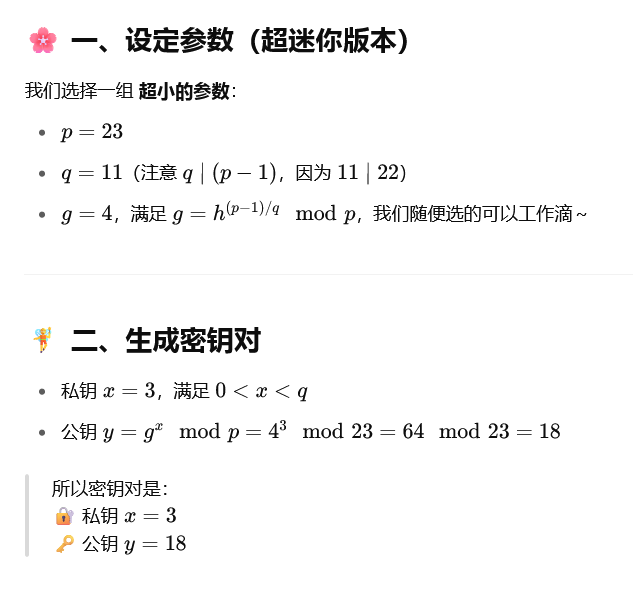 🌸 一、设定参数（超迷你版本）
我们选择一组 超小的参数：
• p = 23
• q = 11（注意 q | (p − 1)，因为 11 | 22）
• g = 4，满足 g = h^{(p−1)/q} mod p，我们随便选的可以工作滴～
🧚 二、生成密钥对
• 私钥 x = 3，满足 0 < x < q
• 公钥 y = g^x mod p = 4^3 mod 23 = 64 mod 23 = 18
所以密钥对是：
🔐 私钥 x = 3
🔑 公钥 y = 18